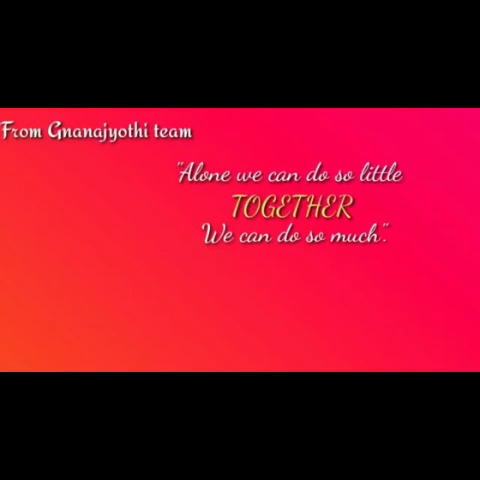 From Gnanajyothi team
"Alone we can do so little
TOGETHER
We can do so much".